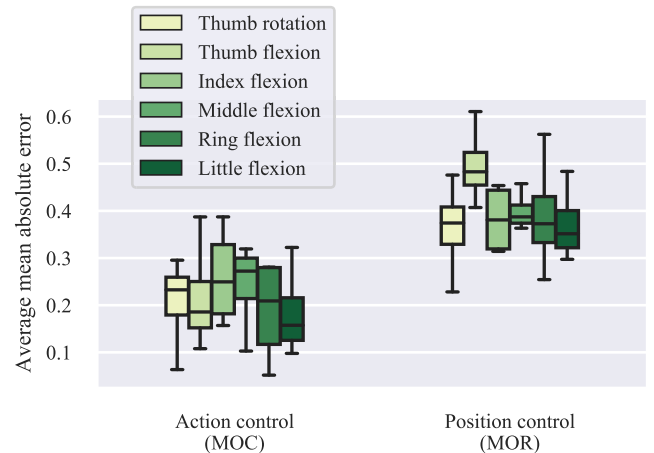 Thumb rotation
Thumb flexion
Index flexion
Middle flexion
Ring flexion
Little flexion
Average mean absolute error
0.6
0.5
0.4
0.3
0.2
0.1
Action control
(MOC)
Position control
(MOR)